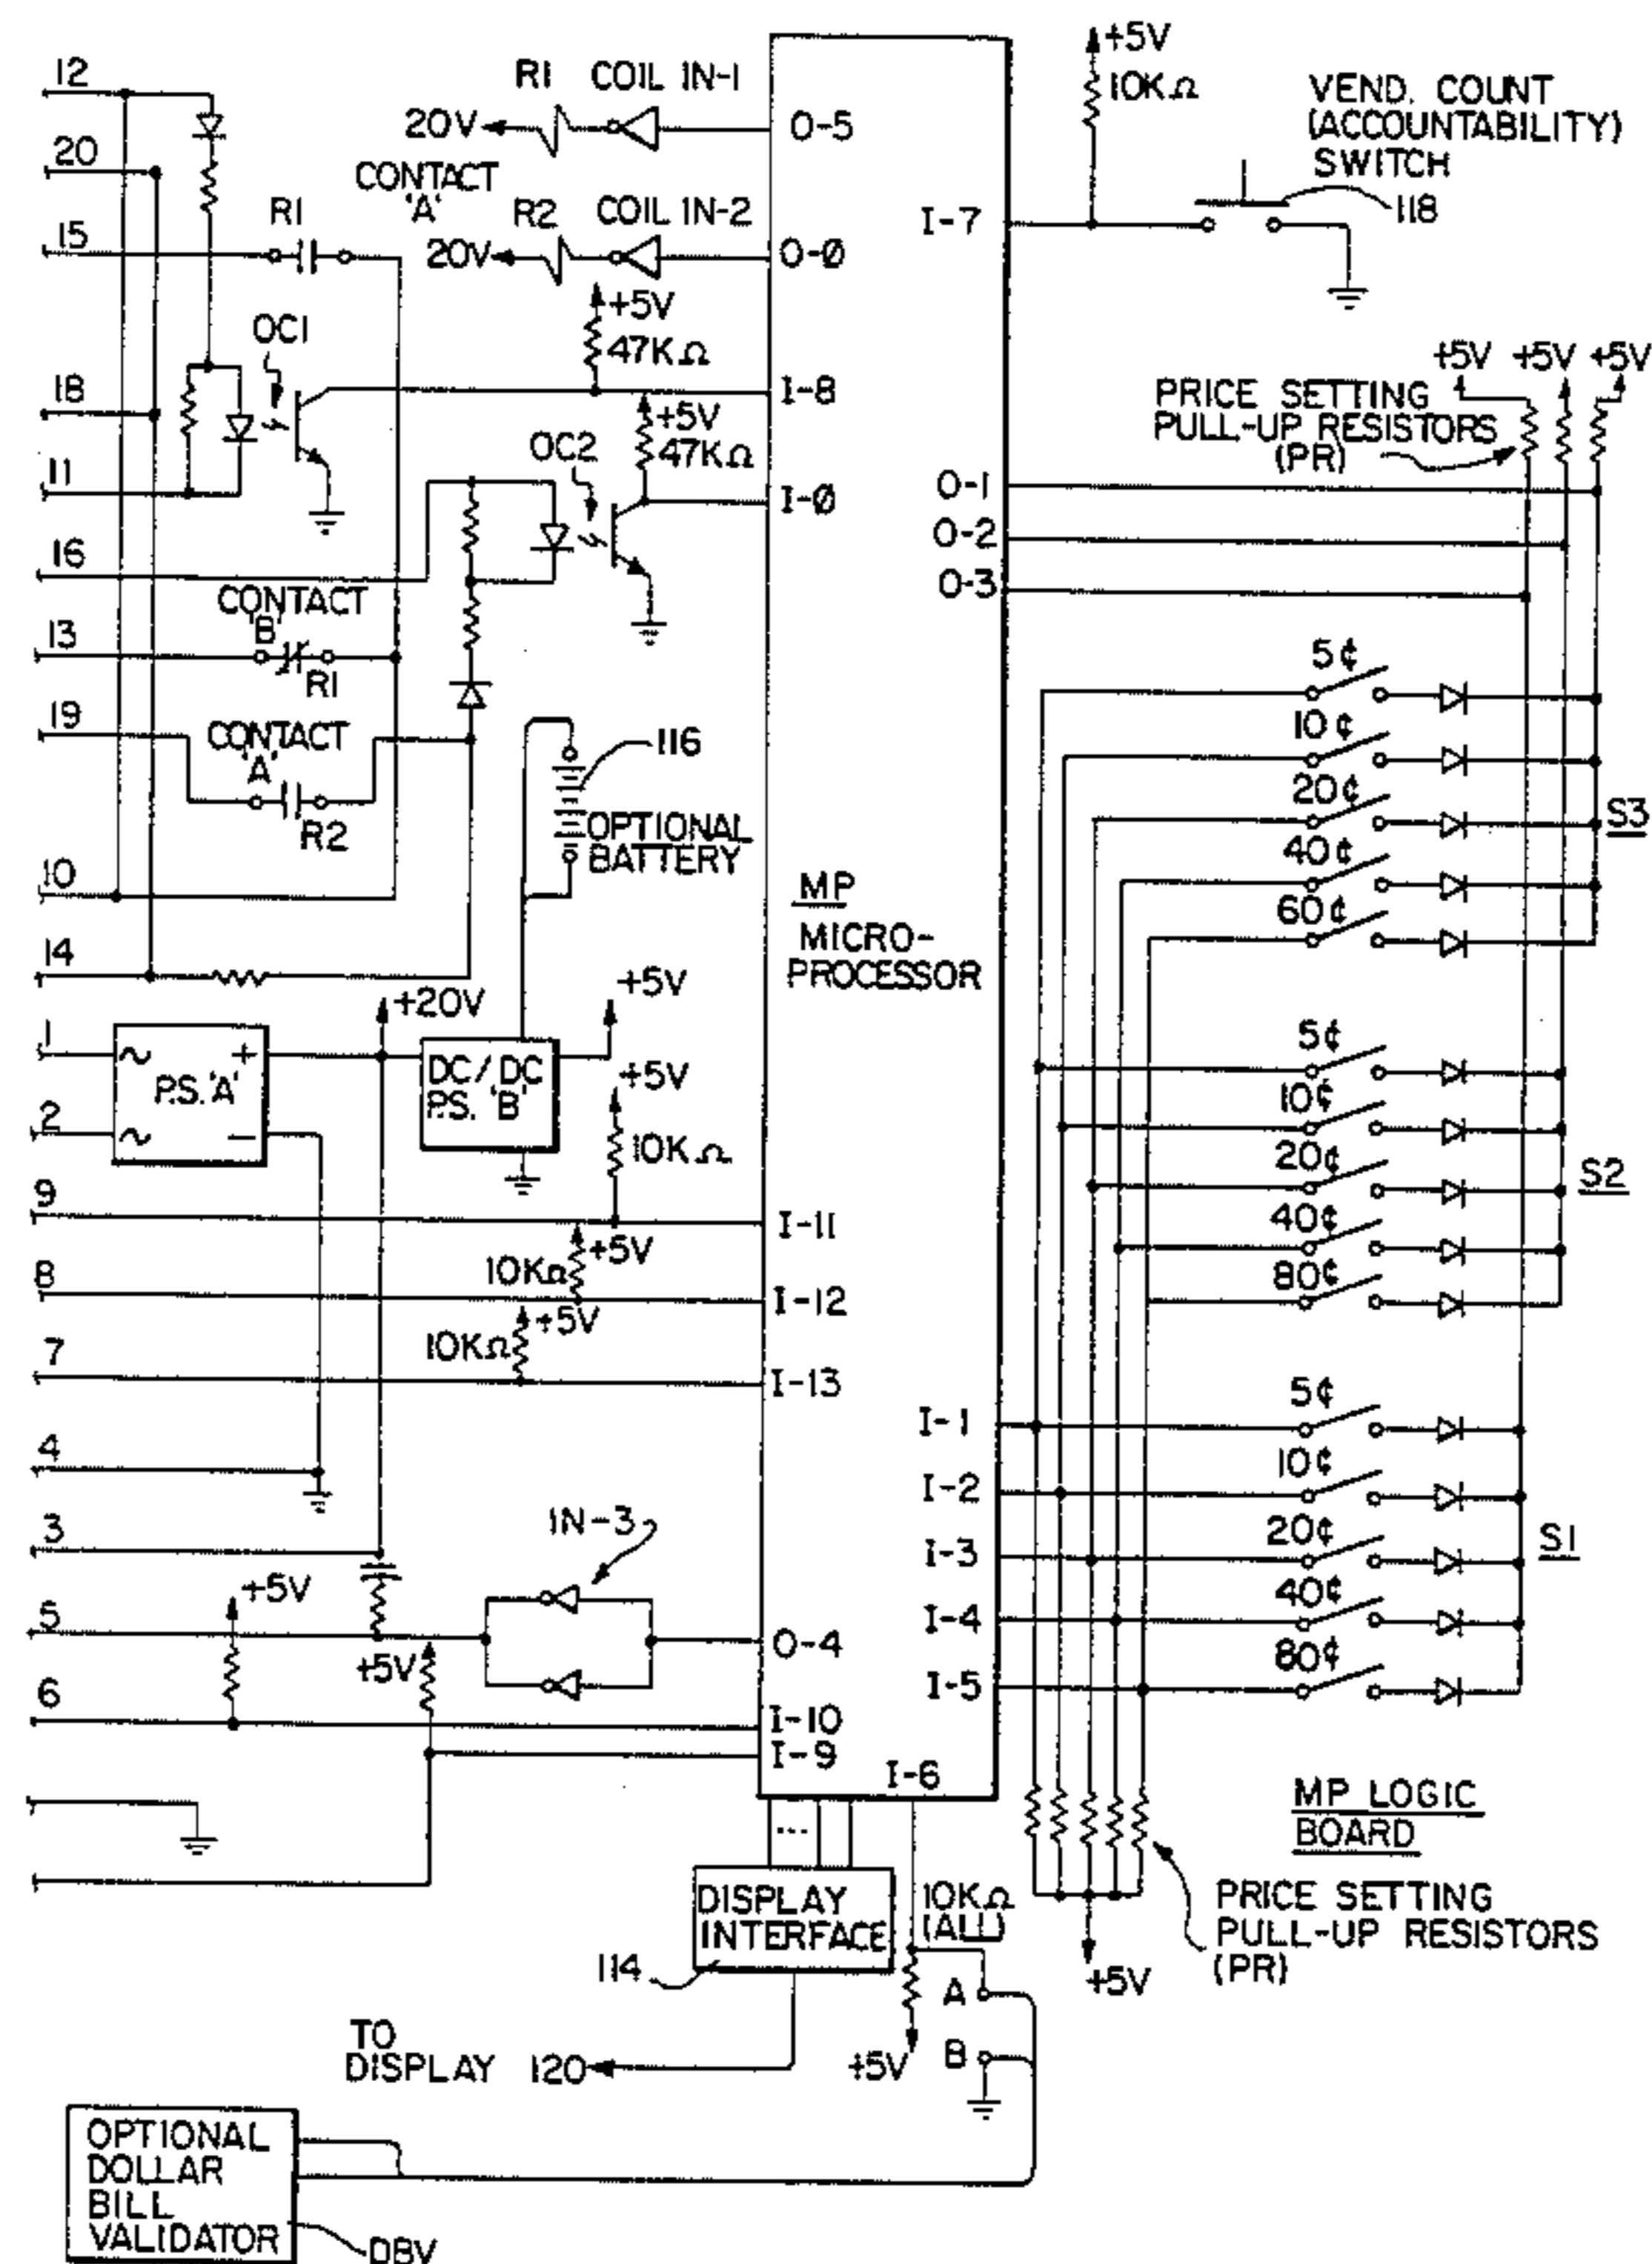 12
20
15
18
11
16
13
19
10
14
1
2
9
8
7
4
3
5
6
R1 COIL IN-1
20V
CONTACT
'A'
R2 COIL IN-2
20V
R1
OC1
+5V
47KΩ
+5V
47KΩ
OC2
CONTACT
'B'
R1
CONTACT
'A'
R2
116
OPTIONAL
BATTERY
+20V
+5V
P.S. 'A'
~
~
+
−
DC/DC
P.S. 'B'
+5V
10KΩ
+5V
10KΩ
+5V
10KΩ
IN-3
+5V
+5V
O-5
O-Ø
I-8
I-Ø
MP
MICRO-
PROCESSOR
I-11
I-12
I-13
O-4
I-10
I-9
I-6
I-7
O-1
O-2
O-3
I-1
I-2
I-3
I-4
I-5
+5V
10KΩ
VEND. COUNT
(ACCOUNTABILITY)
SWITCH
118
+5V +5V +5V
PRICE SETTING
PULL-UP RESISTORS
(PR)
5¢
10¢
20¢
40¢
60¢
S3
5¢
10¢
20¢
40¢
80¢
S2
5¢
10¢
20¢
40¢
80¢
S1
MP LOGIC
BOARD
PRICE SETTING
PULL-UP RESISTORS
(PR)
+5V
10KΩ
(ALL)
...
DISPLAY
INTERFACE
114
A
B
+5V
TO
DISPLAY 120
OPTIONAL
DOLLAR
BILL
VALIDATOR
DBV